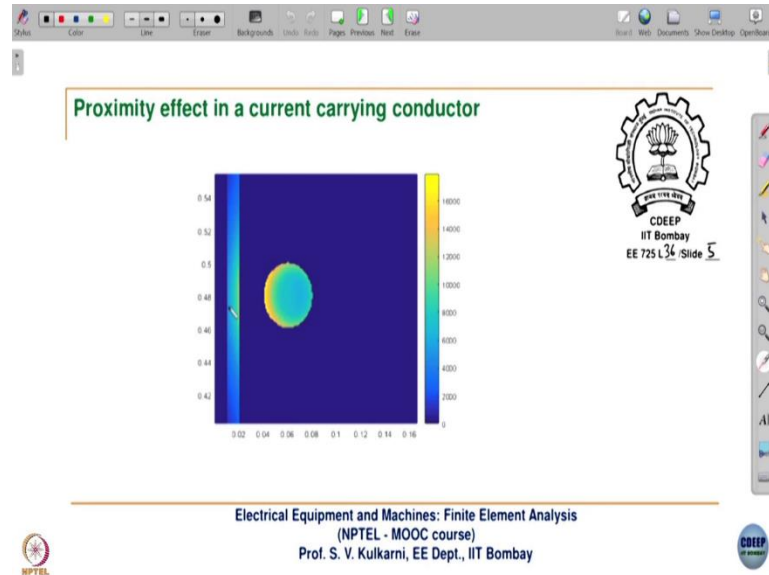 Stylus
Color
Line
Eraser
Backgrounds
Undo
Redo
Pages
Previous
Next
Erase
Board
Web
Documents
Show Desktop
OpenBoard
Proximity effect in a current carrying conductor
CDEEP
IIT Bombay
EE 725 L 36 /Slide 5
0.54
0.52
0.5
0.48
0.46
0.44
0.42
0.02 0.04 0.06 0.08 0.1 0.12 0.14 0.16
16000
14000
12000
10000
8000
6000
4000
2000
0
Electrical Equipment and Machines: Finite Element Analysis
(NPTEL - MOOC course)
Prof. S. V. Kulkarni, EE Dept., IIT Bombay
NPTEL
CDEEP
IIT BOMBAY